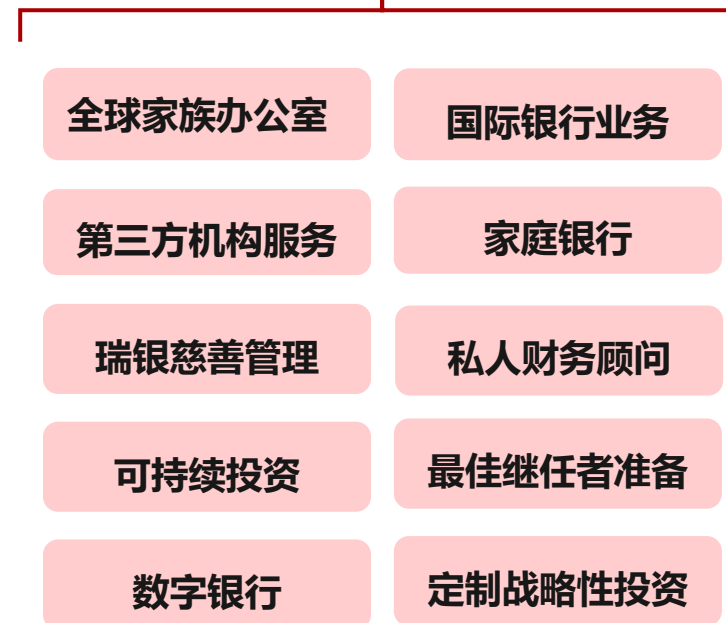 全球家族办公室
国际银行业务
第三方机构服务
家庭银行
瑞银慈善管理
私人财务顾问
可持续投资
最佳继任者准备
数字银行
定制战略性投资